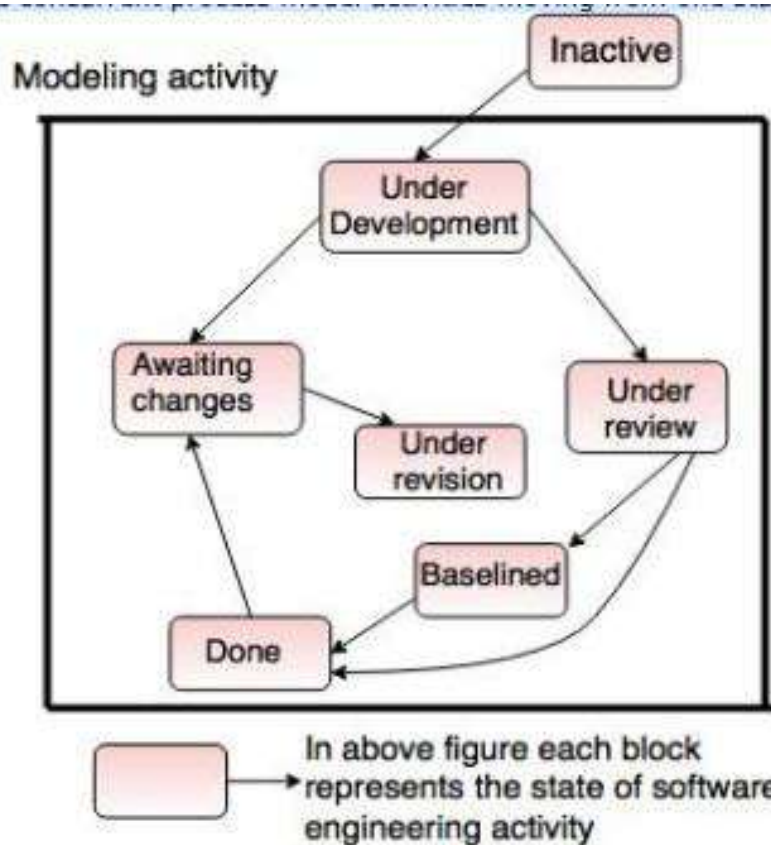 Inactive
Modeling activity
Under
Development
Awaiting
changes
Under
review
Under
revision
Baselined
Done
In above figure each block
represents the state of software
engineering activity